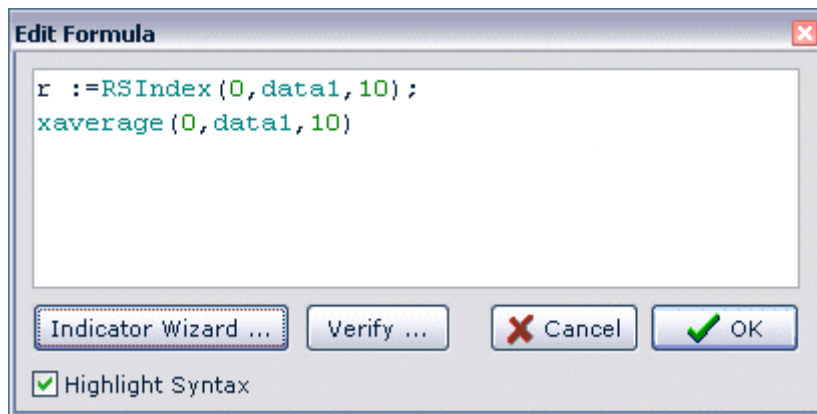 Edit Formula
r :=RSIndex(0,data1,10);
xaverage(0,data1,10)
Indicator Wizard ...
Verify ...
Cancel
OK
Highlight Syntax